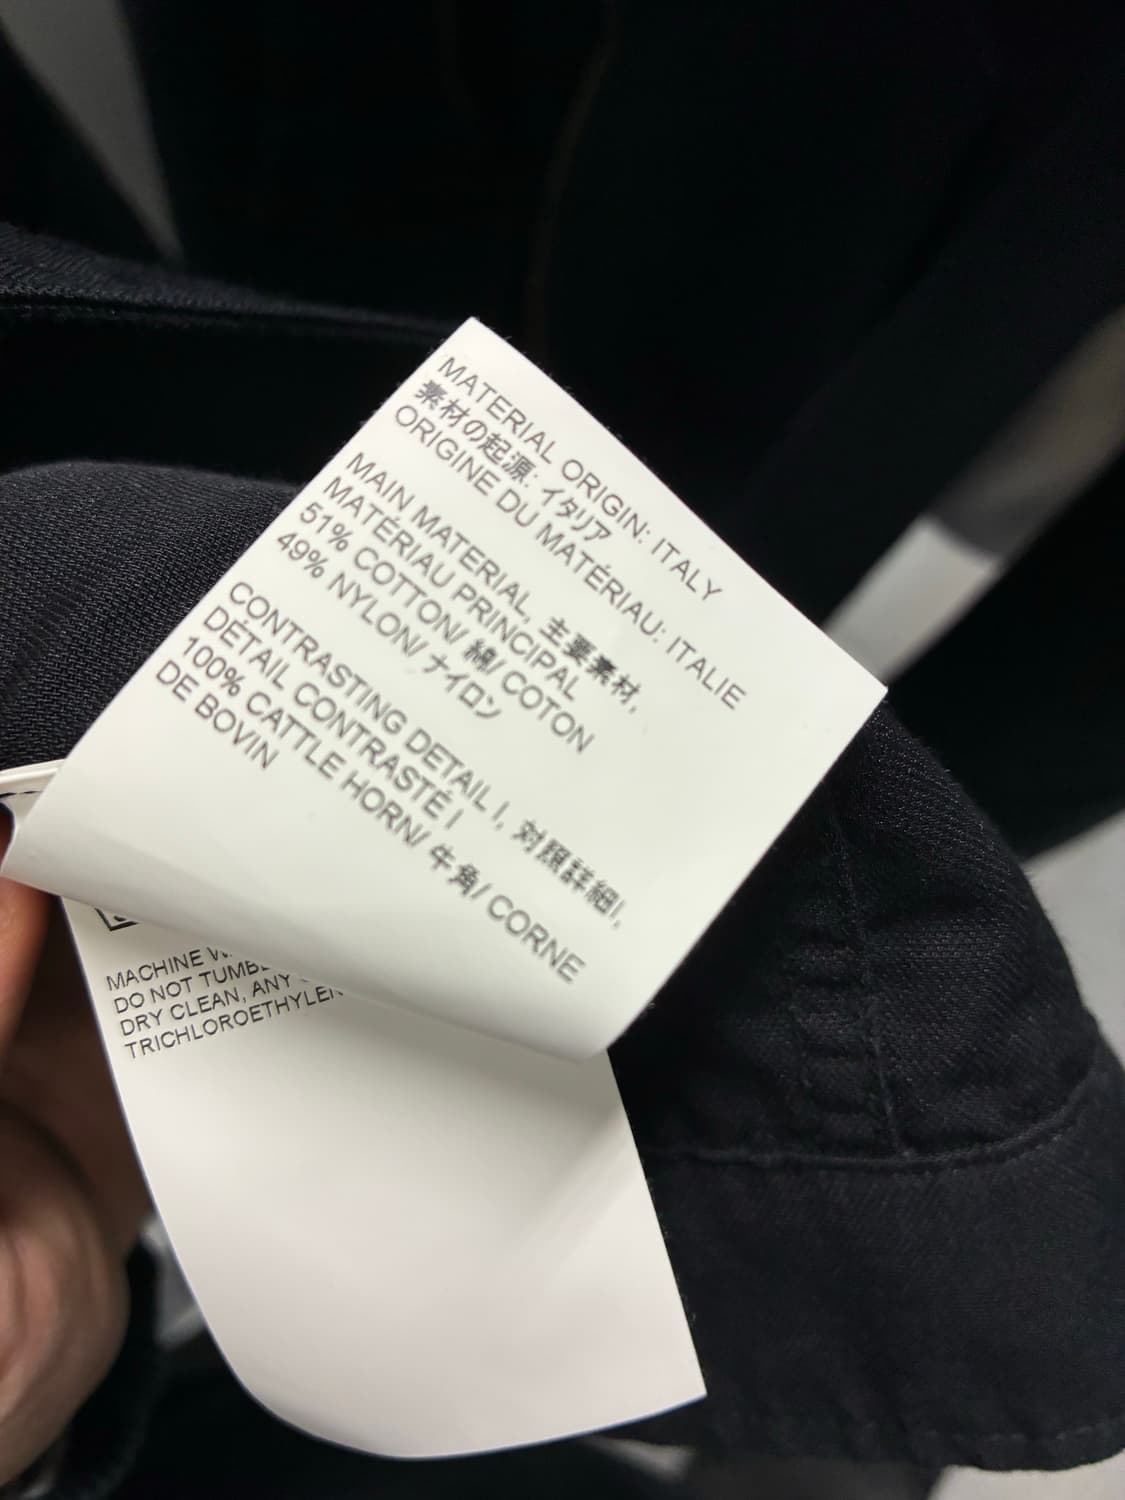 MATERIAL ORIGIN: ITALY
素材の起源: イタリア
ORIGINE DU MATÉRIAU: ITALIE
MAIN MATERIAL, 主要素材,
MATÉRIAU PRINCIPAL
51% COTTON/ 綿/ COTON
49% NYLON/ ナイロン
CONTRASTING DETAIL I, 対照詳細I,
DÉTAIL CONTRASTÉ I
100% CATTLE HORN/ 牛角/ CORNE
DE BOVIN
MACHINE
DO NOT
DRY CLEAN, ANY